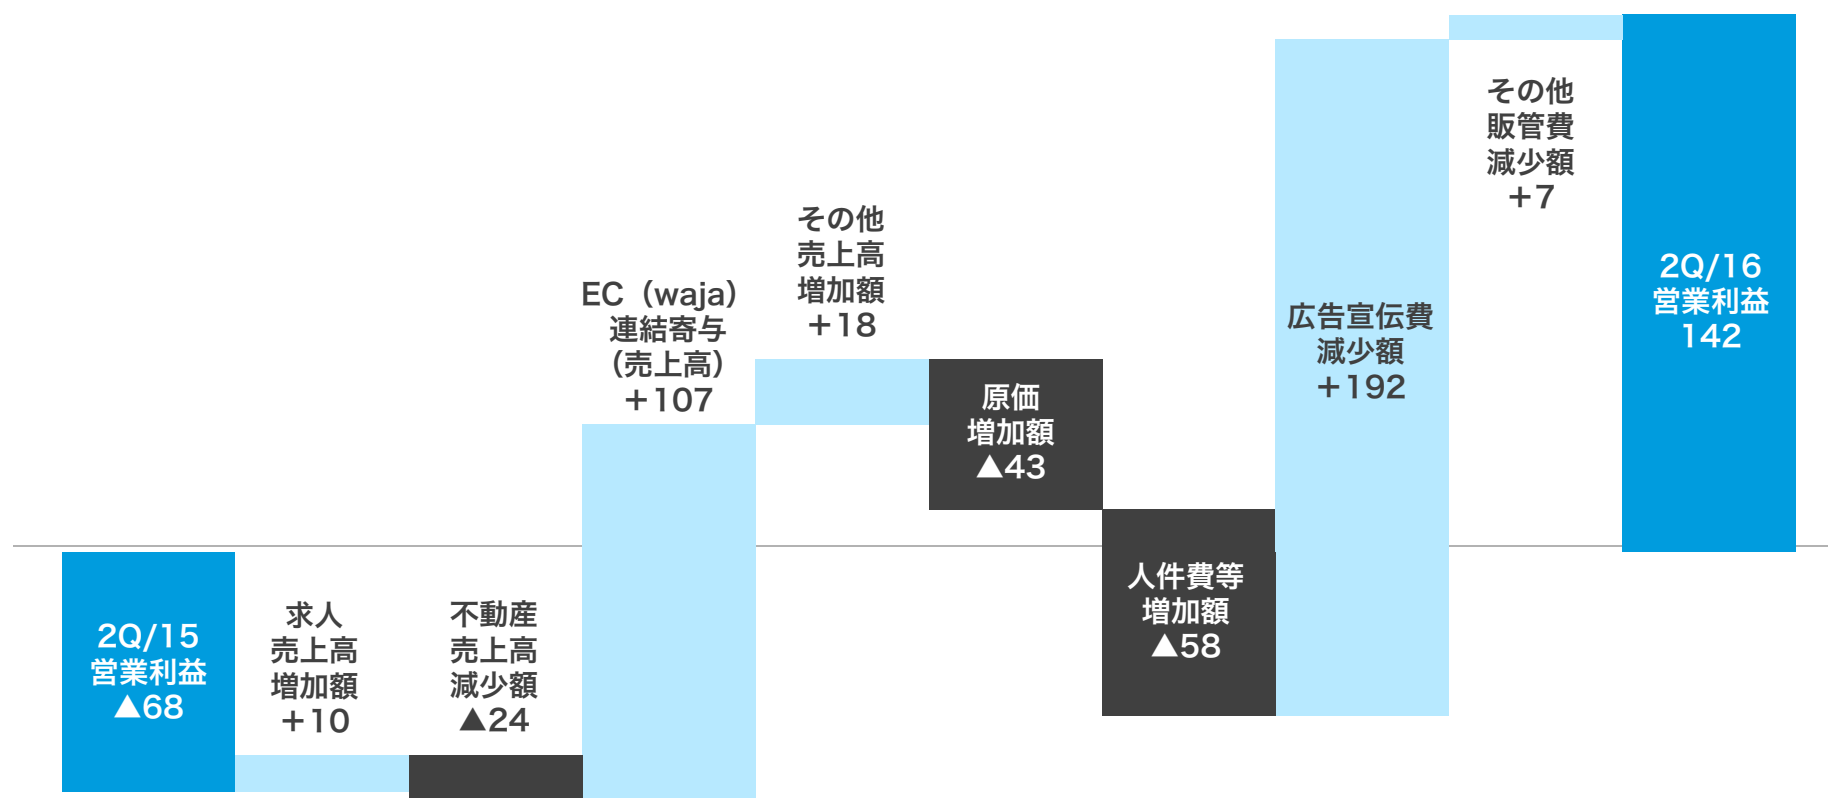 2Q/15
営業利益
▲68
求人
売上高
増加額
＋10
不動産
売上高
減少額
▲24
EC（waja）
連結寄与
（売上高）
＋107
その他
売上高
増加額
＋18
原価
増加額
▲43
人件費等
増加額
▲58
広告宣伝費
減少額
＋192
その他
販管費
減少額
＋7
2Q/16
営業利益
142